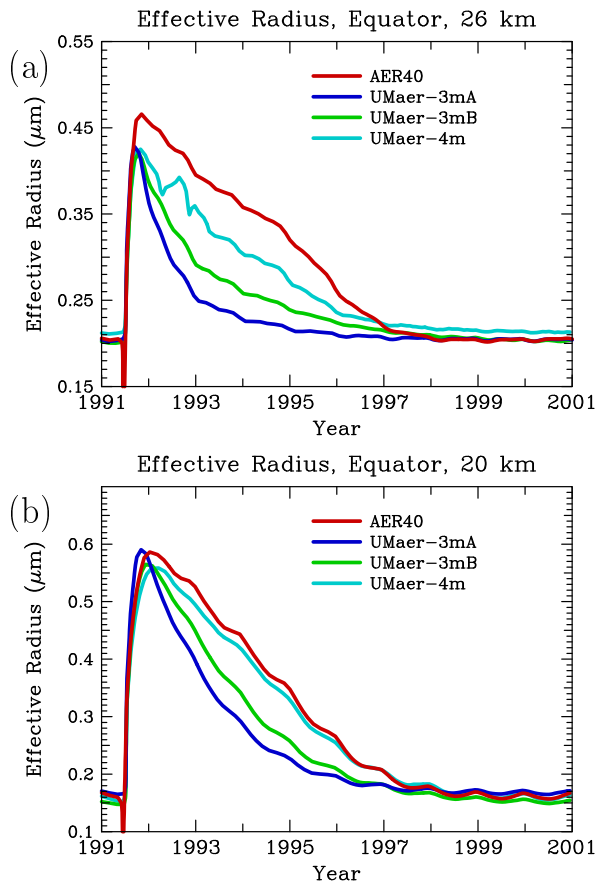 Effective Radius, Equator, 26 km
(a)
0.55
0.45
0.35
0.25
0.15
Effective Radius (μm)
AER40
UMaer-3mA
UMaer-3mB
UMaer-4m
1991 1993 1995 1997 1999 2001
Year
Effective Radius, Equator, 20 km
(b)
0.6
0.5
0.4
0.3
0.2
0.1
Effective Radius (μm)
AER40
UMaer-3mA
UMaer-3mB
UMaer-4m
1991 1993 1995 1997 1999 2001
Year